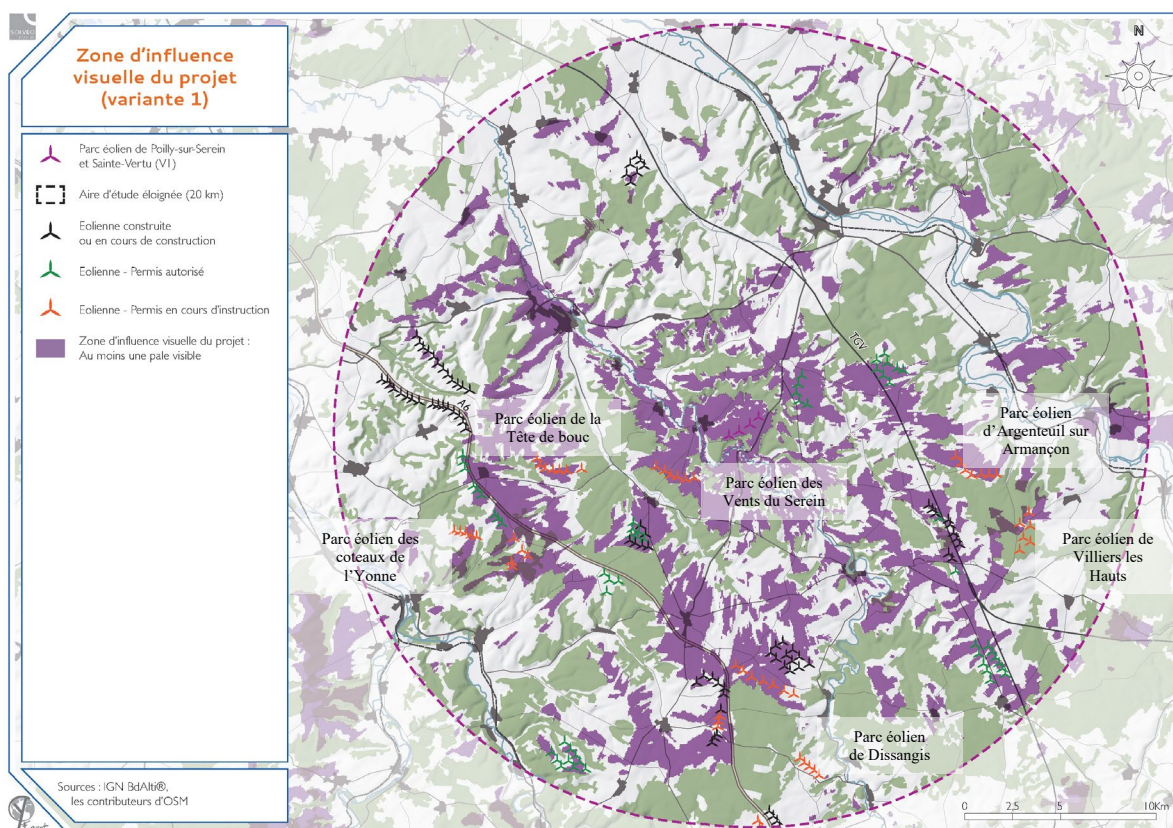 Zone d'influence
visuelle du projet
(variante 1)
Parc éolien de Poilly-sur-Serein
et Sainte-Vertu (V1)
Aire d'étude éloignée (20 km)
Eolienne construite
ou en cours de construction
Eolienne - Permis autorisé
Eolienne - Permis en cours d'instruction
Zone d'influence visuelle du projet :
Au moins une pale visible
Sources : IGN BdAlti®,
les contributeurs d'OSM
N
TGV
A6
Parc éolien de la
Tête de bouc
Parc éolien
d'Argenteuil sur
Armançon
Parc éolien des
Vents du Serein
Parc éolien des
coteaux de
l'Yonne
Parc éolien de
Villiers les
Hauts
Parc éolien
de Dissangis
0 2,5 5 10Km